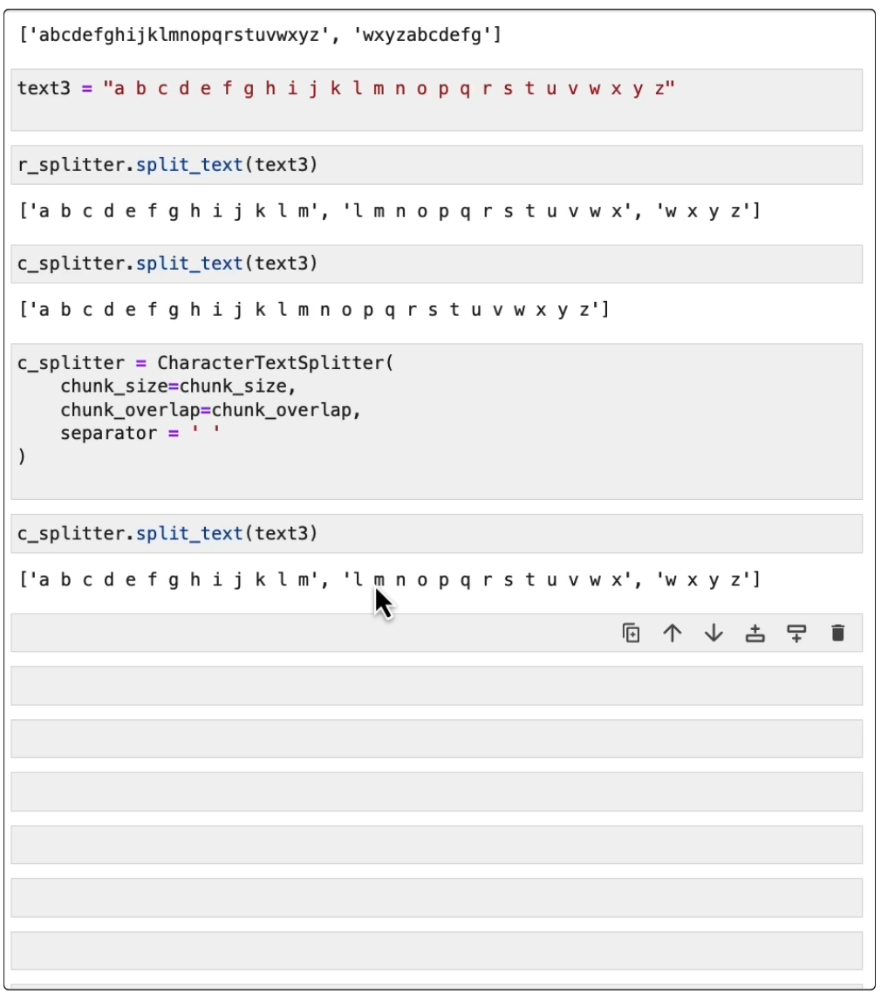 ['abcdefghijklmnopqrstuvwxyz', 'wxyzabcdefg']
text3 = "a b c d e f g h i j k l m n o p q r s t u v w x y z"
r_splitter.split_text(text3)
['a b c d e f g h i j k l m', 'l m n o p q r s t u v w x', 'w x y z']
c_splitter.split_text(text3)
['a b c d e f g h i j k l m n o p q r s t u v w x y z']
c_splitter = CharacterTextSplitter(
    chunk_size=chunk_size,
    chunk_overlap=chunk_overlap,
    separator = ' '
)
c_splitter.split_text(text3)
['a b c d e f g h i j k l m', 'l m n o p q r s t u v w x', 'w x y z']